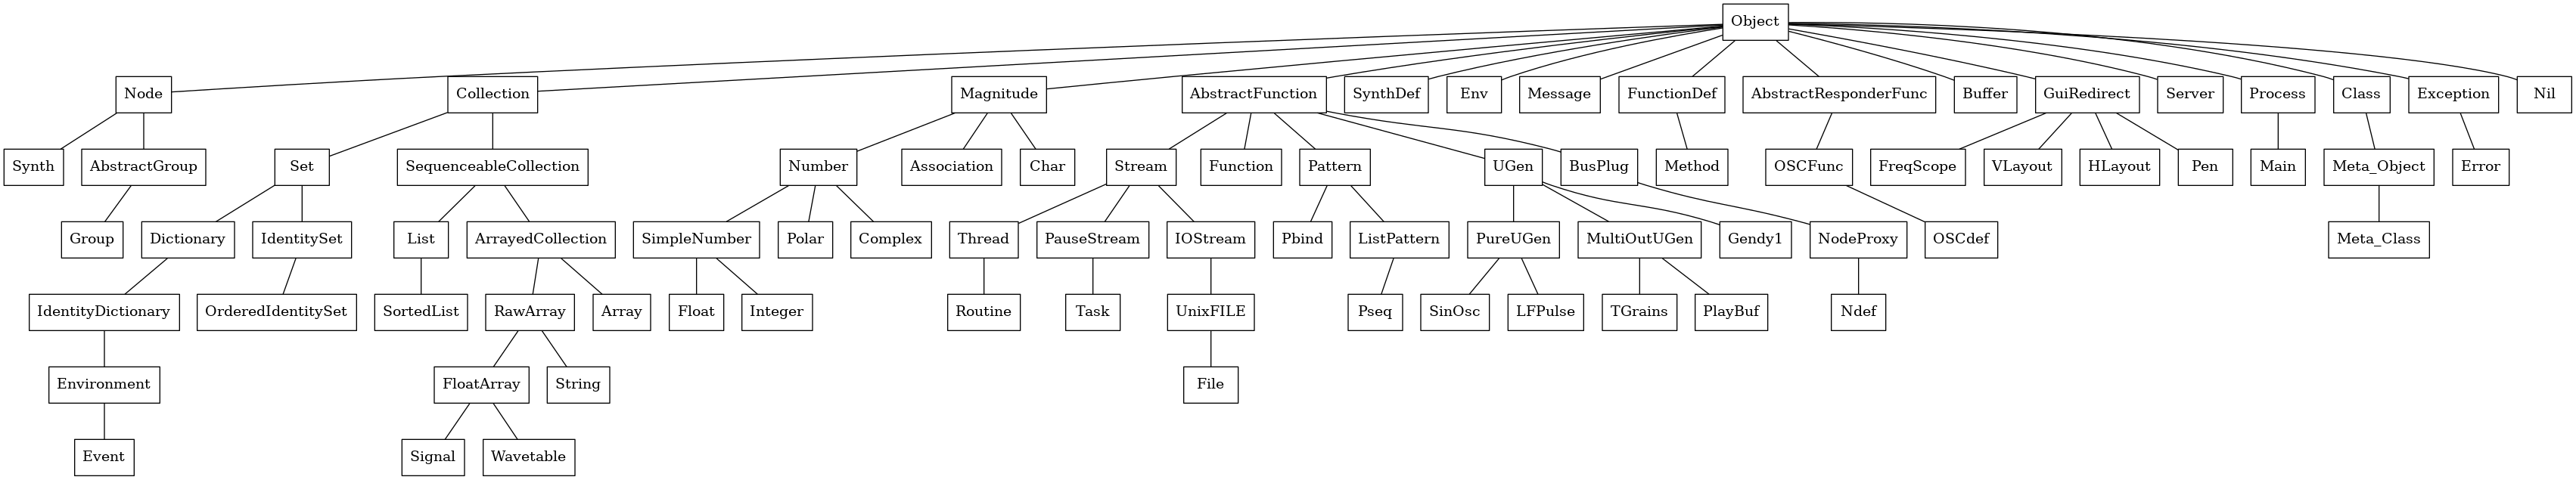 Object
Node
Collection
Magnitude
AbstractFunction
SynthDef
Env
Message
FunctionDef
AbstractResponderFunc
Buffer
GuiRedirect
Server
Process
Class
Exception
Nil
Synth
AbstractGroup
Set
SequenceableCollection
Number
Association
Char
Stream
Function
Pattern
UGen
BusPlug
Method
OSCFunc
FreqScope
VLayout
HLayout
Pen
Main
Meta_Object
Error
Group
Dictionary
IdentitySet
List
ArrayedCollection
SimpleNumber
Polar
Complex
Thread
PauseStream
IOStream
Pbind
ListPattern
PureUGen
MultiOutUGen
Gendy1
NodeProxy
OSCdef
Meta_Class
IdentityDictionary
OrderedIdentitySet
SortedList
RawArray
Array
Float
Integer
Routine
Task
UnixFILE
Pseq
SinOsc
LFPulse
TGrains
PlayBuf
Ndef
Environment
FloatArray
String
File
Event
Signal
Wavetable